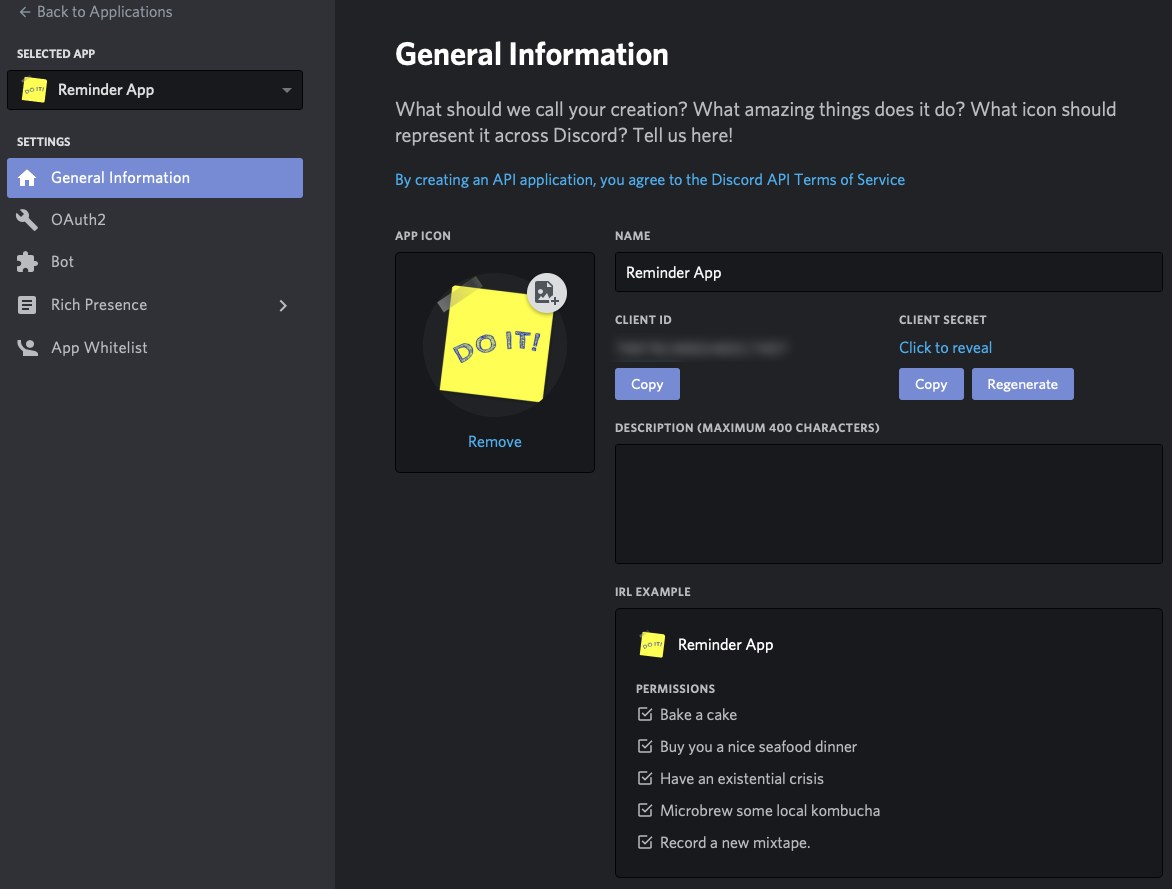 ← Back to Applications
SELECTED APP
DO IT!
Reminder App
SETTINGS
General Information
OAuth2
Bot
Rich Presence
App Whitelist
General Information
What should we call your creation? What amazing things does it do? What icon should
represent it across Discord? Tell us here!
By creating an API application, you agree to the Discord API Terms of Service
APP ICON
DO IT!
Remove
NAME
Reminder App
CLIENT ID
Copy
CLIENT SECRET
Click to reveal
Copy
Regenerate
DESCRIPTION (MAXIMUM 400 CHARACTERS)
IRL EXAMPLE
DO IT!
Reminder App
PERMISSIONS
Bake a cake
Buy you a nice seafood dinner
Have an existential crisis
Microbrew some local kombucha
Record a new mixtape.